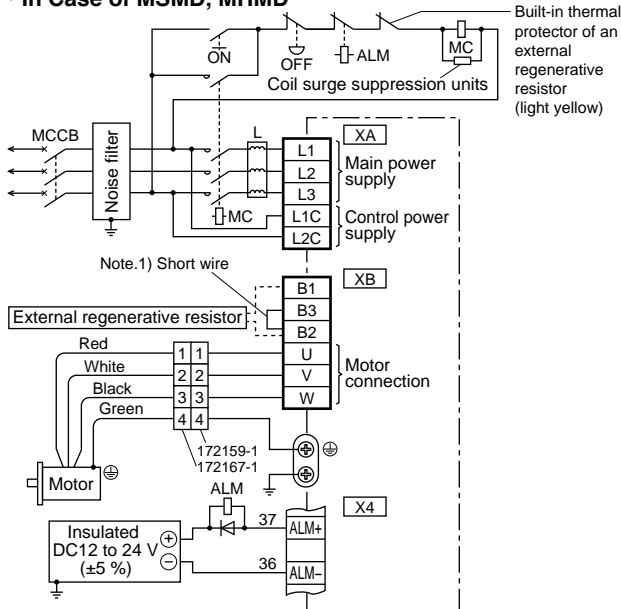 • In Case of MSMD, MHMD
Built-in thermal
protector of an
external
regenerative
resistor
(light yellow)
ON
OFF
ALM
MC
Coil surge suppression units
MCCB
Noise filter
L
XA
L1
L2
L3
L1C
L2C
Main power
supply
Control power
supply
MC
Note.1) Short wire
XB
B1
B3
B2
U
V
W
External regenerative resistor
Motor
connection
Red
White
Black
Green
1 1
2 2
3 3
4 4
172159-1
172167-1
Motor
ALM
X4
Insulated
DC12 to 24 V
(±5 %)
+
−
37
ALM+
36
ALM−